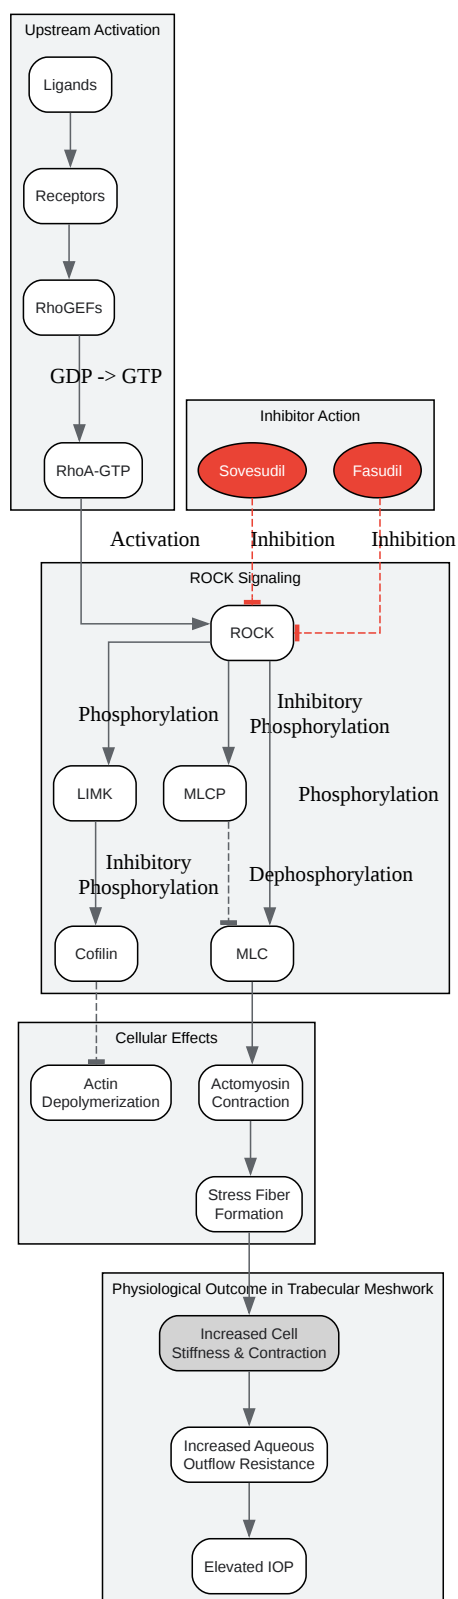 Upstream Activation
Ligands
Receptors
RhoGEFs
GDP -> GTP
RhoA-GTP
Inhibitor Action
Sovesudil
Fasudil
Activation
Inhibition
Inhibition
ROCK Signaling
ROCK
Phosphorylation
Inhibitory
Phosphorylation
LIMK
MLCP
Phosphorylation
Inhibitory
Phosphorylation
Dephosphorylation
Cofilin
MLC
Cellular Effects
Actin
Depolymerization
Actomyosin
Contraction
Stress Fiber
Formation
Physiological Outcome in Trabecular Meshwork
Increased Cell
Stiffness & Contraction
Increased Aqueous
Outflow Resistance
Elevated IOP